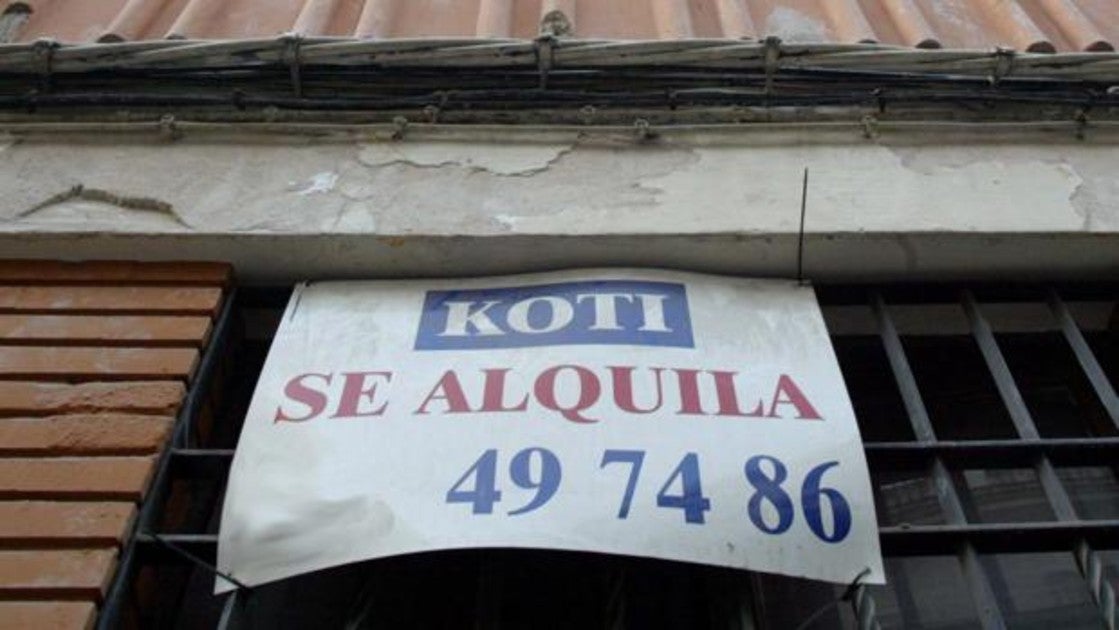 KOTI
SE ALQUILA
49 74 86